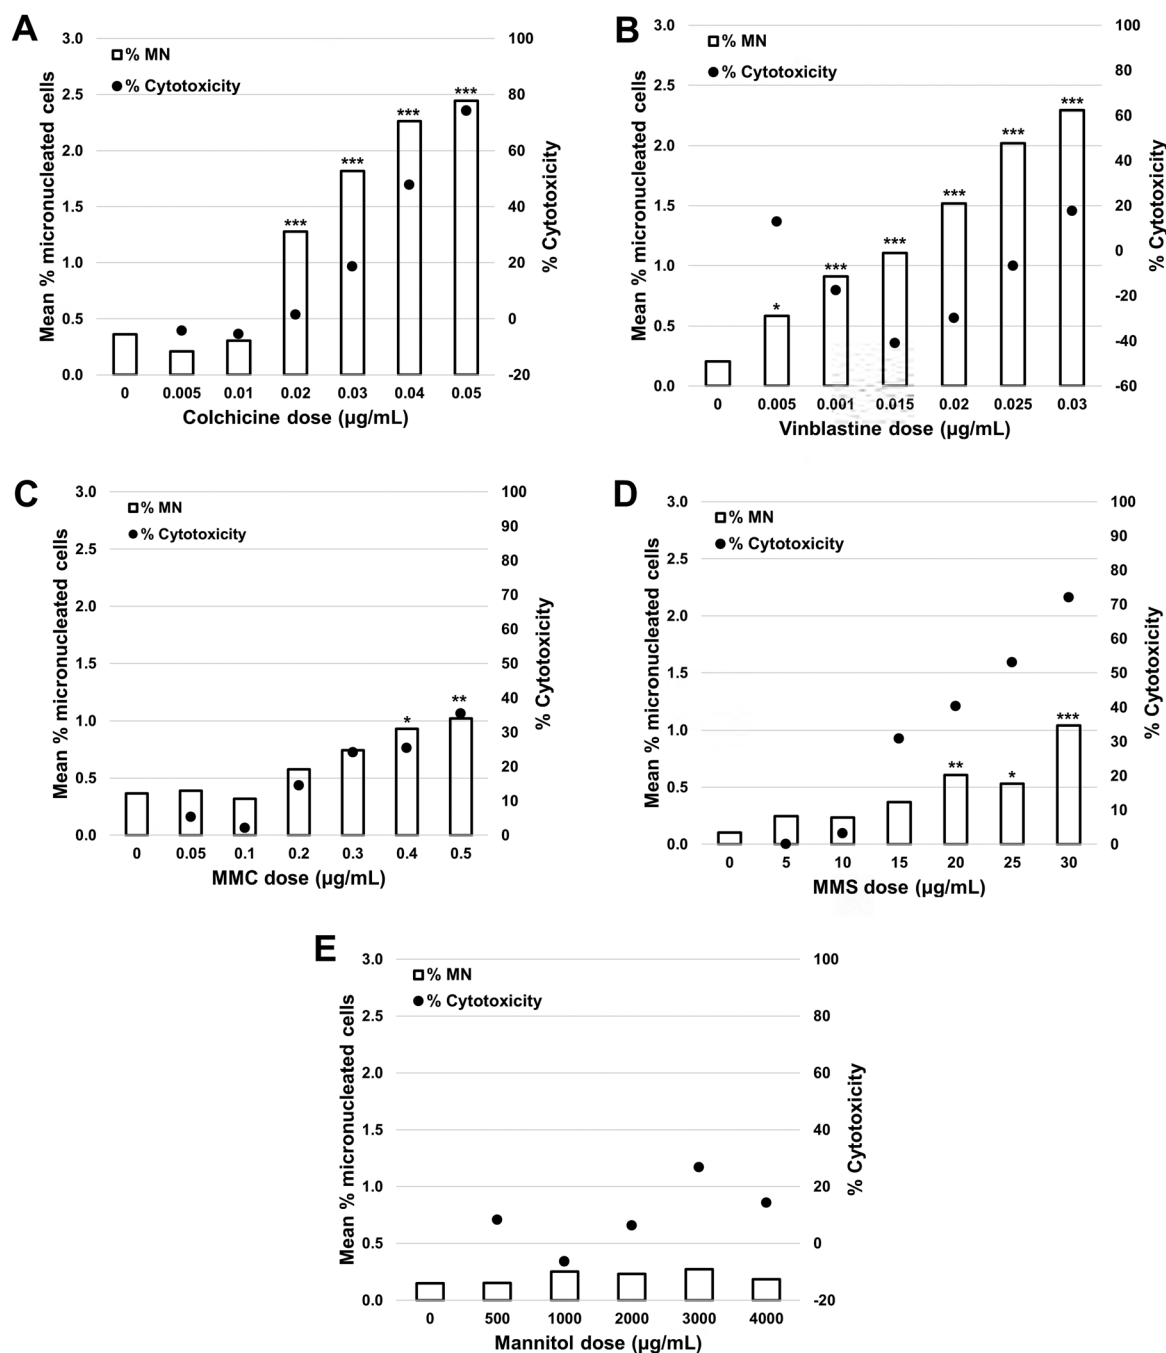 A
Mean % micronucleated cells
3.0
2.5
2.0
1.5
1.0
0.5
0.0
% MN
% Cytotoxicity
***
***
***
***
100
80
60
40
20
0
-20
% Cytotoxicity
0 0.005 0.01 0.02 0.03 0.04 0.05
Colchicine dose (µg/mL)
B
Mean % micronucleated cells
3.0
2.5
2.0
1.5
1.0
0.5
0.0
% MN
% Cytotoxicity
*
***
***
***
***
***
100
80
60
40
20
0
-20
-40
-60
% Cytotoxicity
0 0.005 0.001 0.015 0.02 0.025 0.03
Vinblastine dose (µg/mL)
C
Mean % micronucleated cells
3.0
2.5
2.0
1.5
1.0
0.5
0.0
% MN
% Cytotoxicity
*
**
100
90
80
70
60
50
40
30
20
10
0
% Cytotoxicity
0 0.05 0.1 0.2 0.3 0.4 0.5
MMC dose (µg/mL)
D
Mean % micronucleated cells
3.0
2.5
2.0
1.5
1.0
0.5
0.0
% MN
% Cytotoxicity
**
*
***
100
90
80
70
60
50
40
30
20
10
0
% Cytotoxicity
0 5 10 15 20 25 30
MMS dose (µg/mL)
E
Mean % micronucleated cells
3.0
2.5
2.0
1.5
1.0
0.5
0.0
% MN
% Cytotoxicity
100
80
60
40
20
0
-20
% Cytotoxicity
0 500 1000 2000 3000 4000
Mannitol dose (µg/mL)